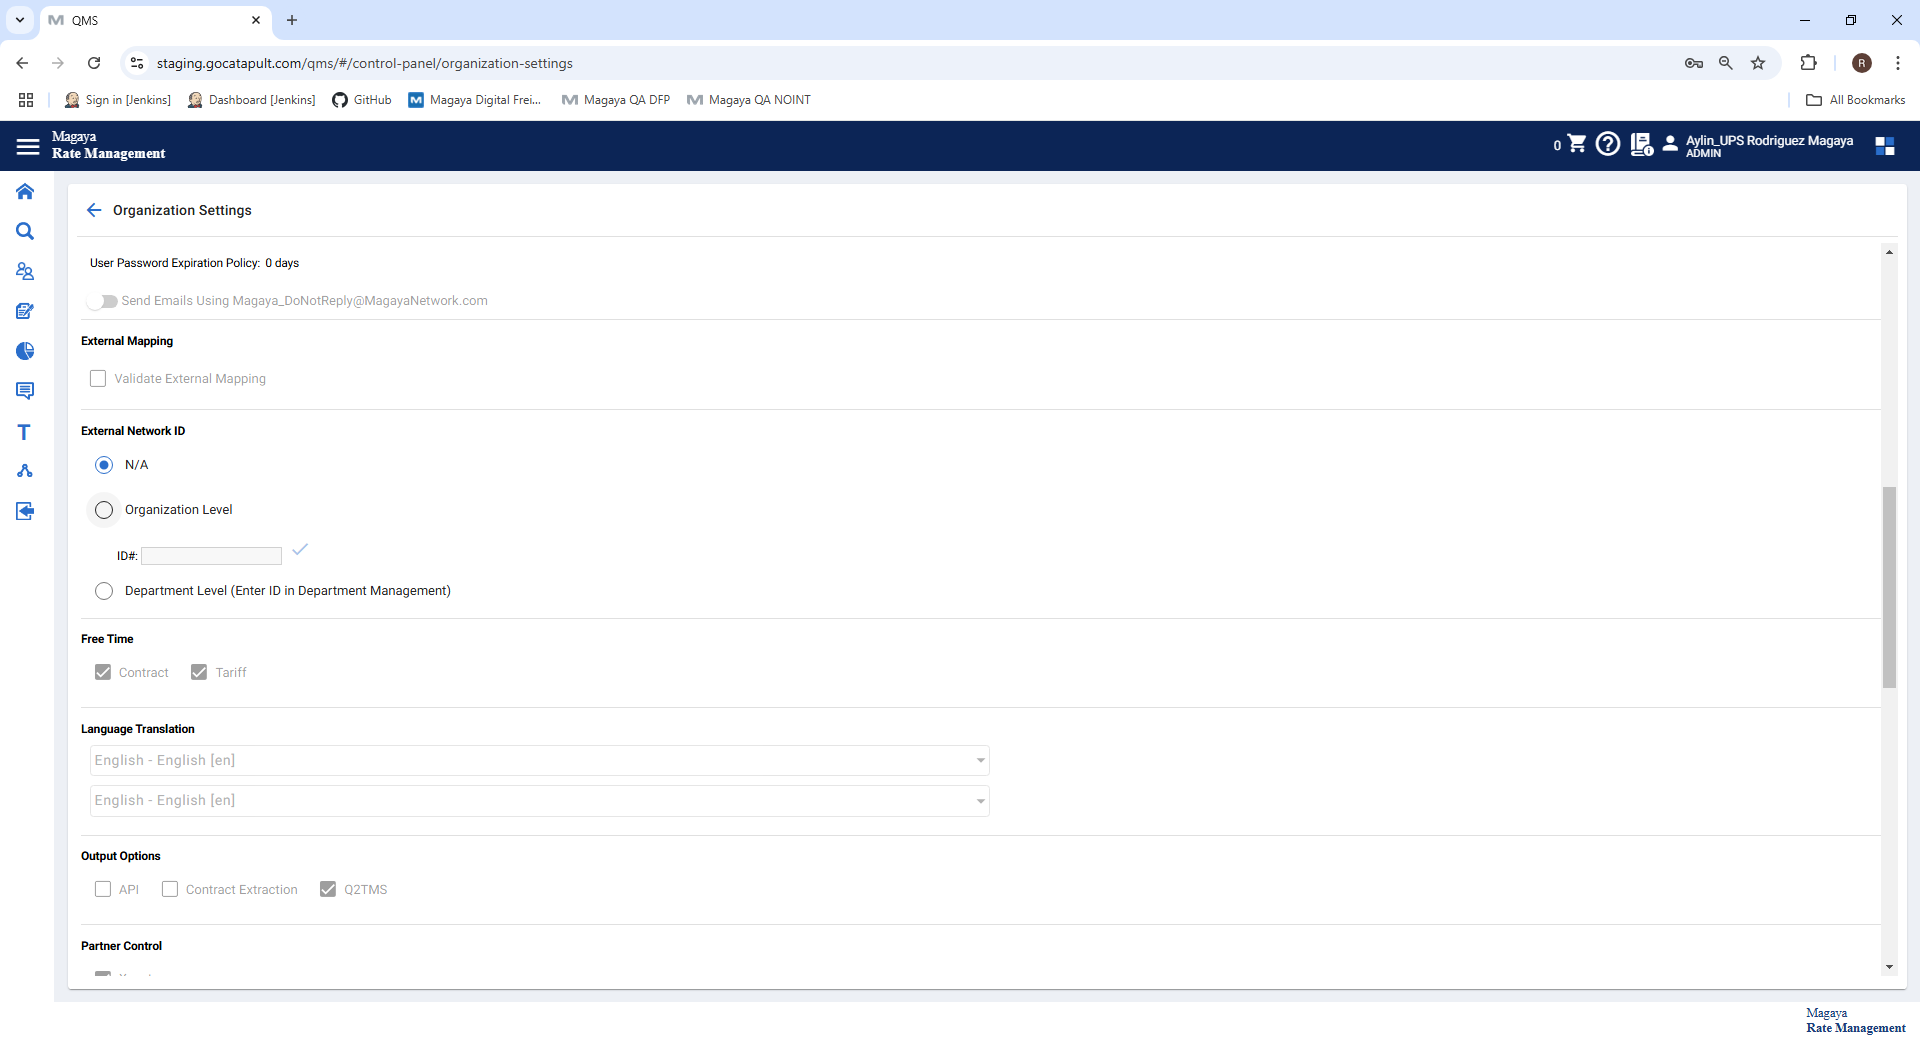 QMS
staging.gocatapult.com/qms/#/control-panel/organization-settings
R
Sign in [Jenkins]
Dashboard [Jenkins]
GitHub
Magaya Digital Frei...
Magaya QA DFP
Magaya QA NOINT
All Bookmarks
Magaya
Rate Management
0
Aylin_UPS Rodriguez Magaya
ADMIN
Organization Settings
User Password Expiration Policy: 0 days
Send Emails Using Magaya_DoNotReply@MagayaNetwork.com
External Mapping
Validate External Mapping
External Network ID
N/A
Organization Level
ID#:
Department Level (Enter ID in Department Management)
Free Time
Contract
Tariff
Language Translation
English - English [en]
English - English [en]
Output Options
API
Contract Extraction
Q2TMS
Partner Control
Magaya
Rate Management